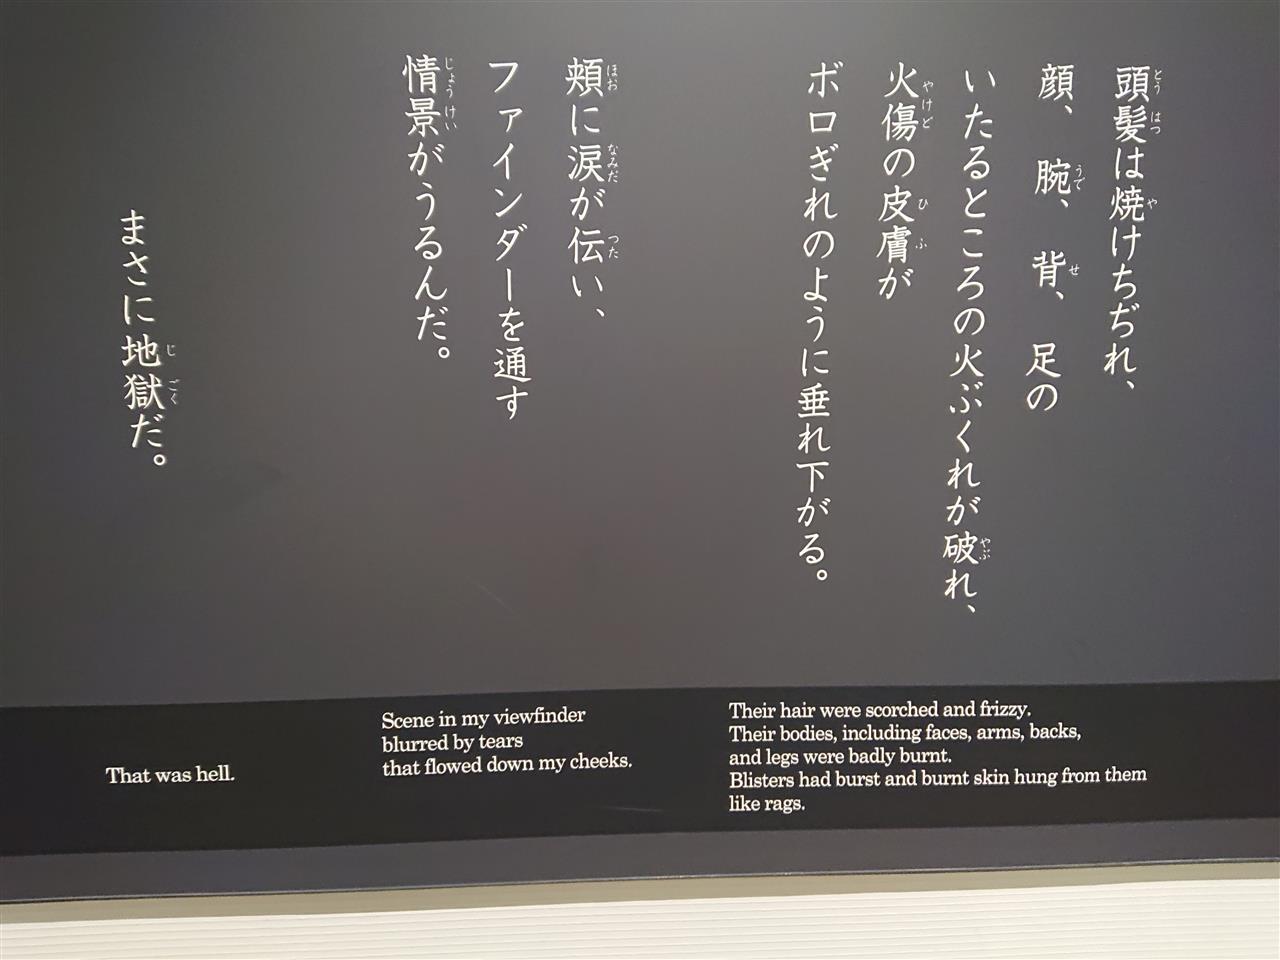 頭髪は焼けちぢれ、
顔、腕、背、足の
いたるところの火ぶくれが破れ、
火傷の皮膚が
ボロぎれのように垂れ下がる。
頬に涙が伝い、
ファインダーを通す
情景がうるんだ。
まさに地獄だ。
Their hair were scorched and frizzy.
Their bodies, including faces, arms, backs,
and legs were badly burnt.
Blisters had burst and burnt skin hung from them
like rags.
Scene in my viewfinder
blurred by tears
that flowed down my cheeks.
That was hell.